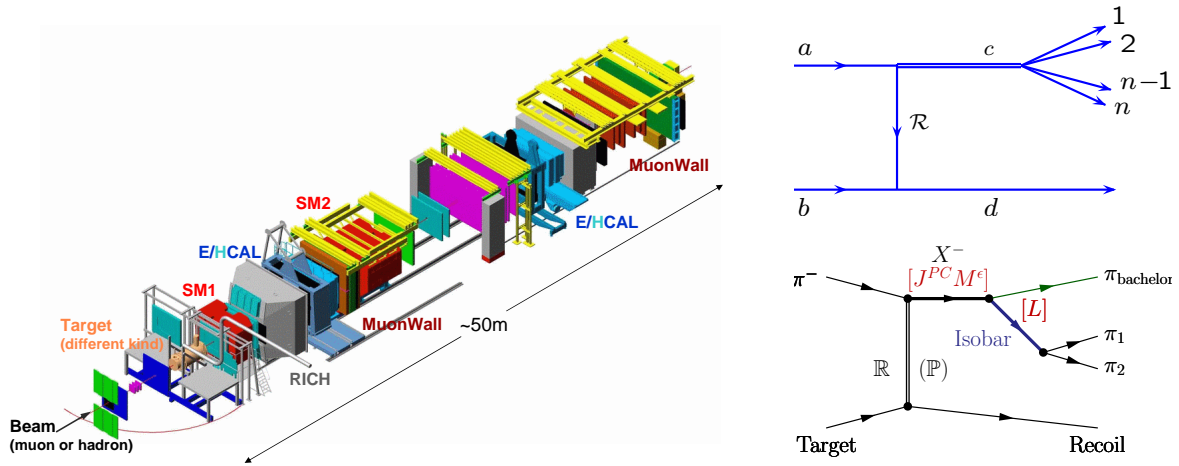 MuonWall
SM2
E/HCAL
E/HCAL
SM1
MuonWall
~50m
Target
(different kind)
RICH
Beam
(muon or hadron)
a
c
1
2
n−1
n
R
b
d
X⁻
π⁻
[J^{PC}M^ϵ]
π_bachelor
[L]
Isobar
π₁
π₂
ℝ
(ℙ)
Target
Recoil